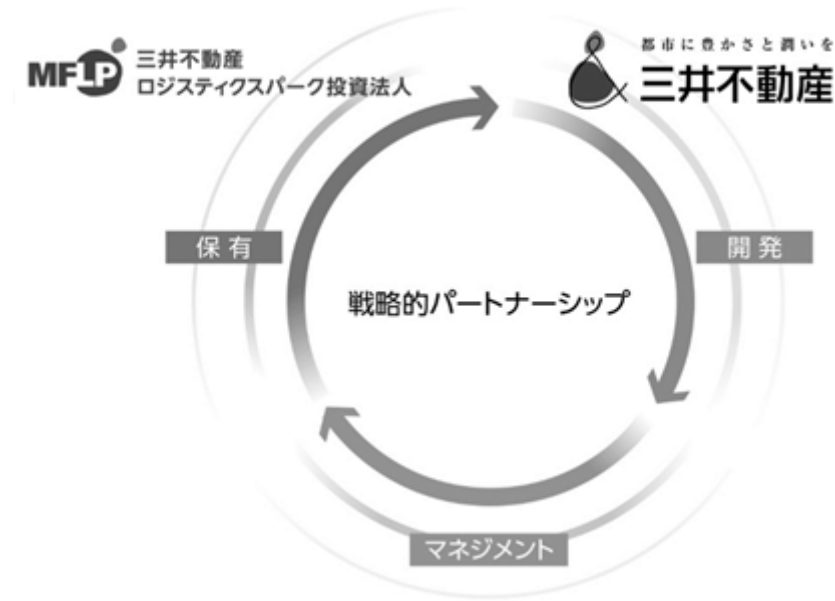 MFLP
三井不動産
ロジスティクスパーク投資法人
都市に豊かさと潤いを
三井不動産
保有
開発
戦略的パートナーシップ
マネジメント